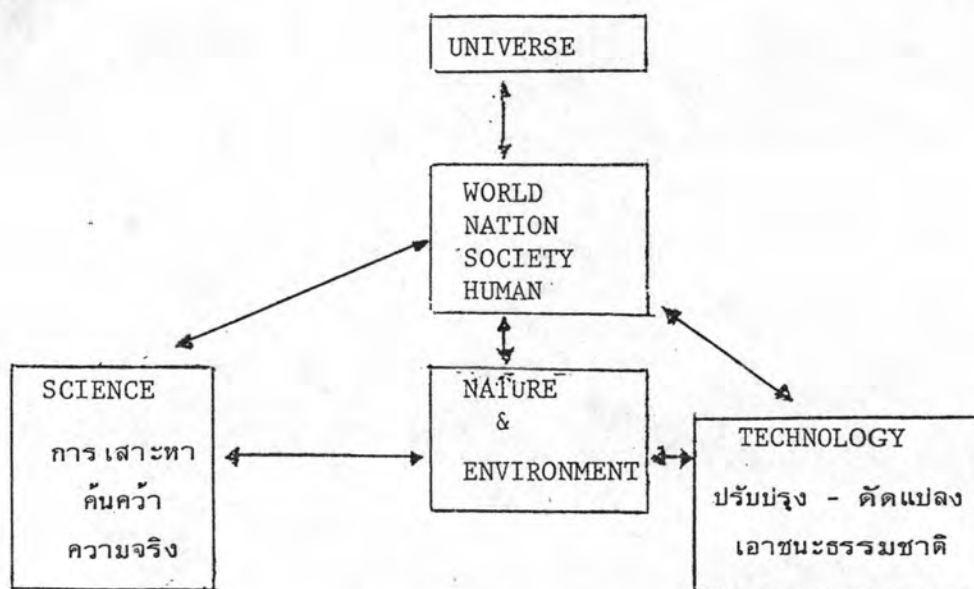 UNIVERSE
WORLD
NATION
SOCIETY
HUMAN
SCIENCE
การ เสาะหา
ค้นคว้า
ความจริง
NATURE
&
ENVIRONMENT
TECHNOLOGY
ปรับปรุง - ดัดแปลง
เอาชนะธรรมชาติ